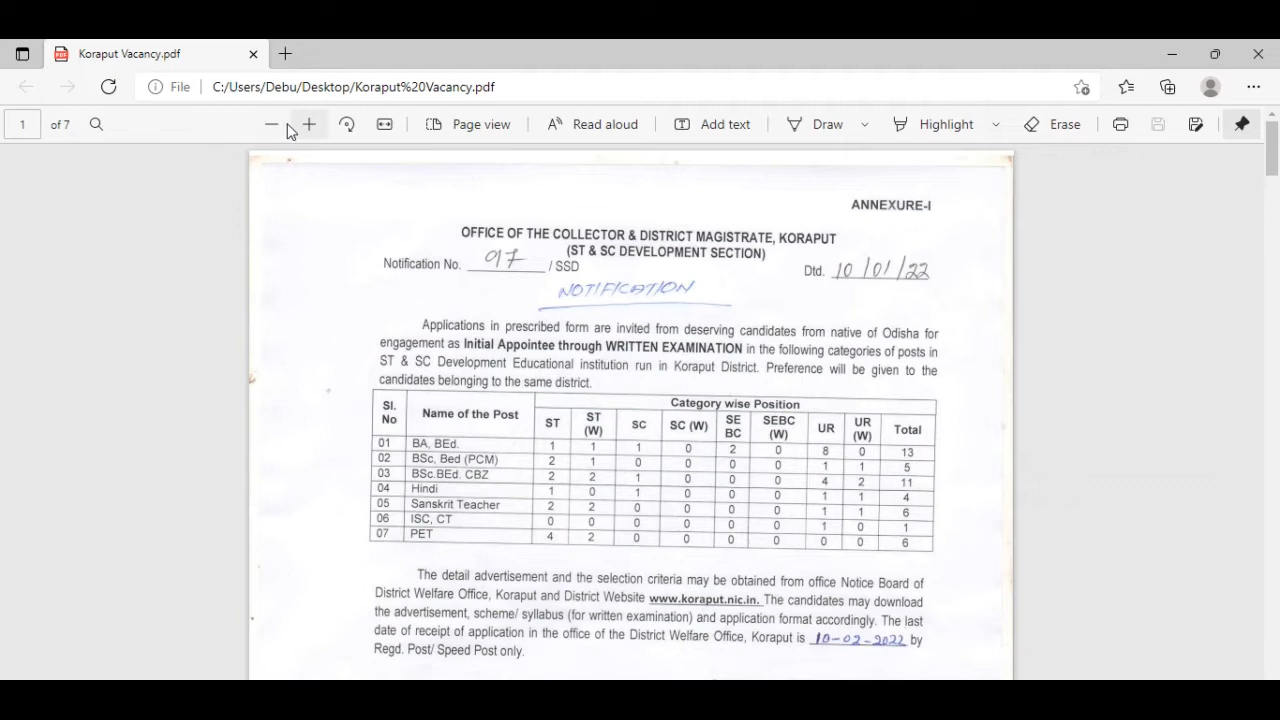 Koraput Vacancy.pdf
File C:/Users/Debu/Desktop/Koraput%20Vacancy.pdf
1 of 7 Page view Read aloud Add text Draw Highlight Erase
ANNEXURE-I
OFFICE OF THE COLLECTOR & DISTRICT MAGISTRATE, KORAPUT
(ST & SC DEVELOPMENT SECTION)
Notification No. 97 / SSD Dtd. 10/01/22
NOTIFICATION
Applications in prescribed form are invited from deserving candidates from native of Odisha for
engagement as Initial Appointee through WRITTEN EXAMINATION in the following categories of posts in
ST & SC Development Educational institution run in Koraput District. Preference will be given to the
candidates belonging to the same district.
Sl. No Name of the Post Category wise Position
ST ST (W) SC SC (W) SE BC SEBC (W) UR UR (W) Total
01 BA, BEd. 1 1 1 0 2 0 8 0 13
02 BSc, Bed (PCM) 2 1 0 0 0 0 1 1 5
03 BSc.BEd. CBZ 2 2 1 0 0 0 4 2 11
04 Hindi 1 0 1 0 0 0 1 1 4
05 Sanskrit Teacher 2 2 0 0 0 0 1 1 6
06 ISC, CT 0 0 0 0 0 0 1 0 1
07 PET 4 2 0 0 0 0 0 0 6
The detail advertisement and the selection criteria may be obtained from office Notice Board of
District Welfare Office, Koraput and District Website www.koraput.nic.in. The candidates may download
the advertisement, scheme/ syllabus (for written examination) and application format accordingly. The last
date of receipt of application in the office of the District Welfare Office, Koraput is 10-02-2022 by
Regd. Post/ Speed Post only.